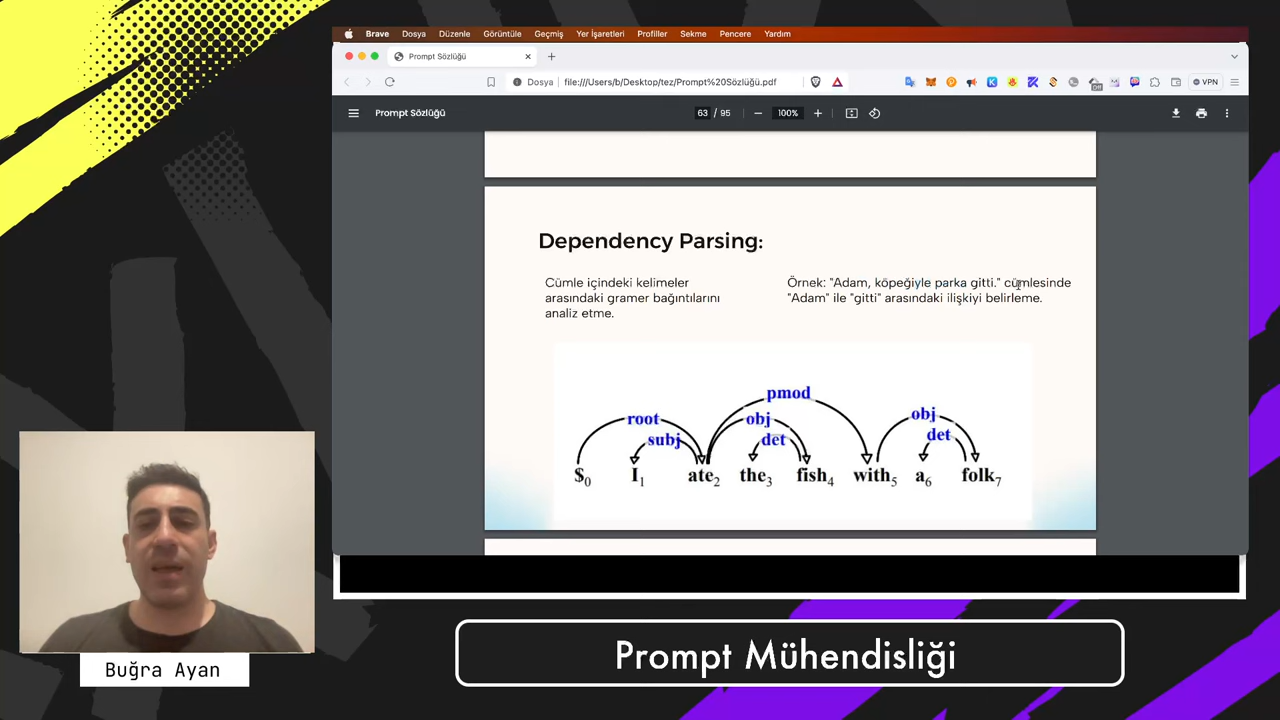 Brave Dosya Düzenle Görüntüle Geçmiş Yer İşaretleri Profiller Sekme Pencere Yardım
Prompt Sözlüğü
Dosya file:///Users/b/Desktop/tez/Prompt%20Sözlüğü.pdf VPN
Prompt Sözlüğü 63 / 95 100%
Dependency Parsing:
Cümle içindeki kelimeler
arasındaki gramer bağıntılarını
analiz etme.
Örnek: "Adam, köpeğiyle parka gitti." cümlesinde
"Adam" ile "gitti" arasındaki ilişkiyi belirleme.
pmod
root obj obj
subj det det
$0 I1 ate2 the3 fish4 with5 a6 folk7
Buğra Ayan
Prompt Mühendisliği